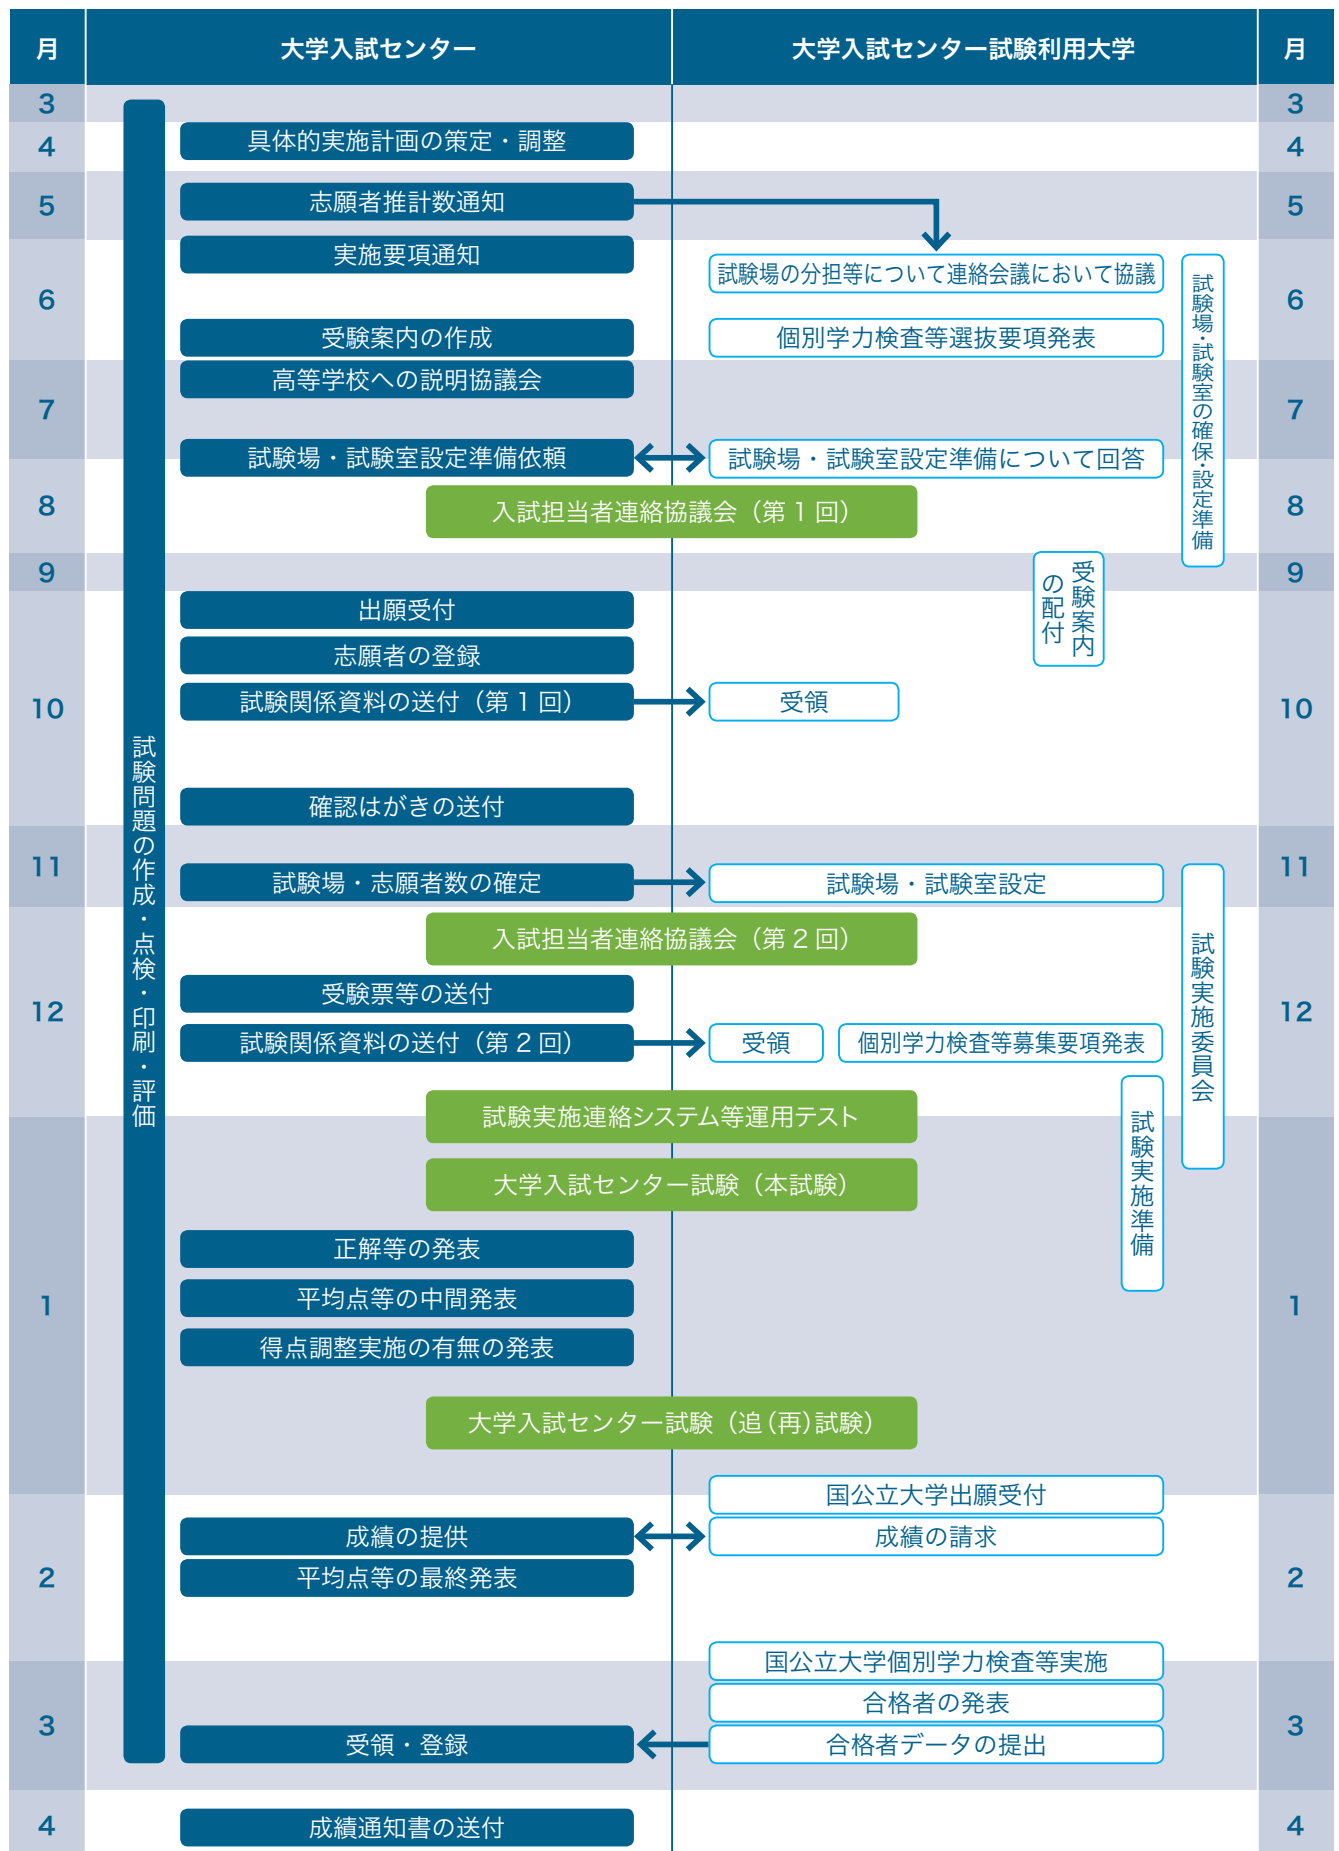 月
大学入試センター
大学入試センター試験利用大学
月
3
3
4
具体的実施計画の策定・調整
4
5
志願者推計数通知
5
実施要項通知
試験場の分担等について連絡会議において協議
試験場・試験室の確保・設定準備
6
6
受験案内の作成
個別学力検査等選抜要項発表
高等学校への説明協議会
7
7
試験場・試験室設定準備依頼
試験場・試験室設定準備について回答
8
入試担当者連絡協議会（第1回）
8
9
受験案内
の配付
9
出願受付
志願者の登録
試験関係資料の送付（第1回）
受領
10
10
試験問題の作成・点検・印刷・評価
確認はがきの送付
11
試験場・志願者数の確定
試験場・試験室設定
11
試験実施委員会
入試担当者連絡協議会（第2回）
受験票等の送付
12
12
試験関係資料の送付（第2回）
受領
個別学力検査等募集要項発表
試験実施連絡システム等運用テスト
試験実施準備
大学入試センター試験（本試験）
正解等の発表
平均点等の中間発表
1
1
得点調整実施の有無の発表
大学入試センター試験（追（再）試験）
国公立大学出願受付
成績の提供
成績の請求
2
平均点等の最終発表
2
国公立大学個別学力検査等実施
合格者の発表
3
3
受領・登録
合格者データの提出
4
成績通知書の送付
4